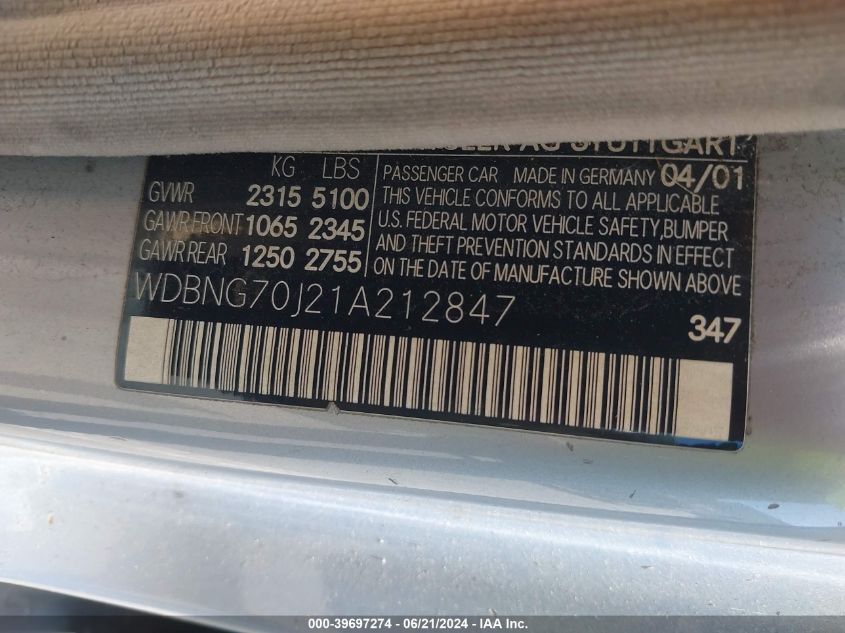 AG STUTTGART
KG LBS
GVWR 2315 5100
GAWR FRONT 1065 2345
GAWR REAR 1250 2755
PASSENGER CAR MADE IN GERMANY 04/01
THIS VEHICLE CONFORMS TO ALL APPLICABLE
U.S. FEDERAL MOTOR VEHICLE SAFETY, BUMPER
AND THEFT PREVENTION STANDARDS IN EFFECT
ON THE DATE OF MANUFACTURE SHOWN ABOVE
WDBNG70J21A212847
347
000-39697274 - 06/21/2024 - IAA Inc.